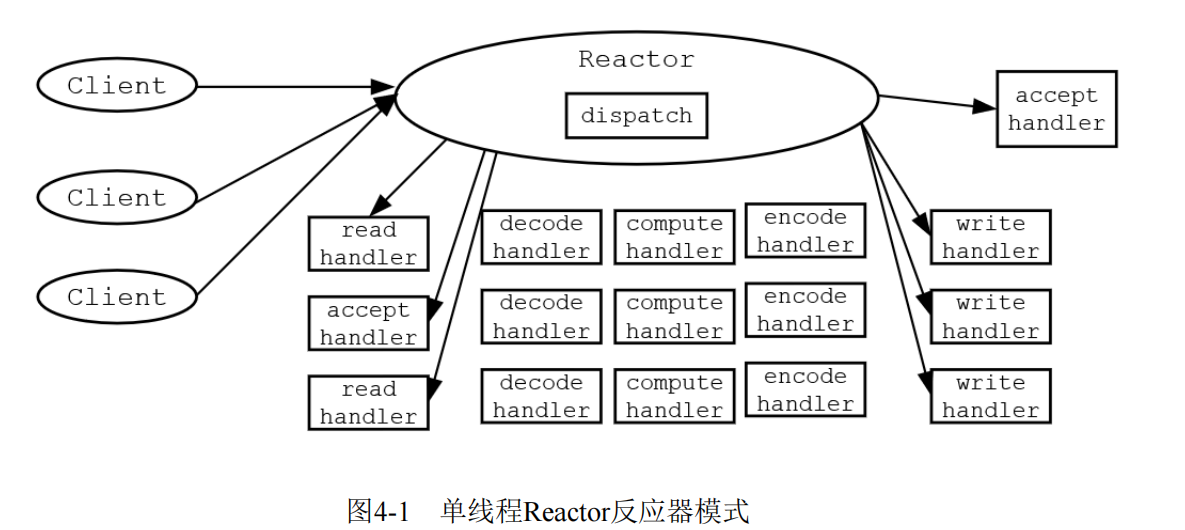 Reactor
dispatch
Client
Client
Client
accept
handler
read
handler
decode
handler
compute
handler
encode
handler
write
handler
accept
handler
decode
handler
compute
handler
encode
handler
write
handler
read
handler
decode
handler
compute
handler
encode
handler
write
handler
图4-1 单线程Reactor反应器模式